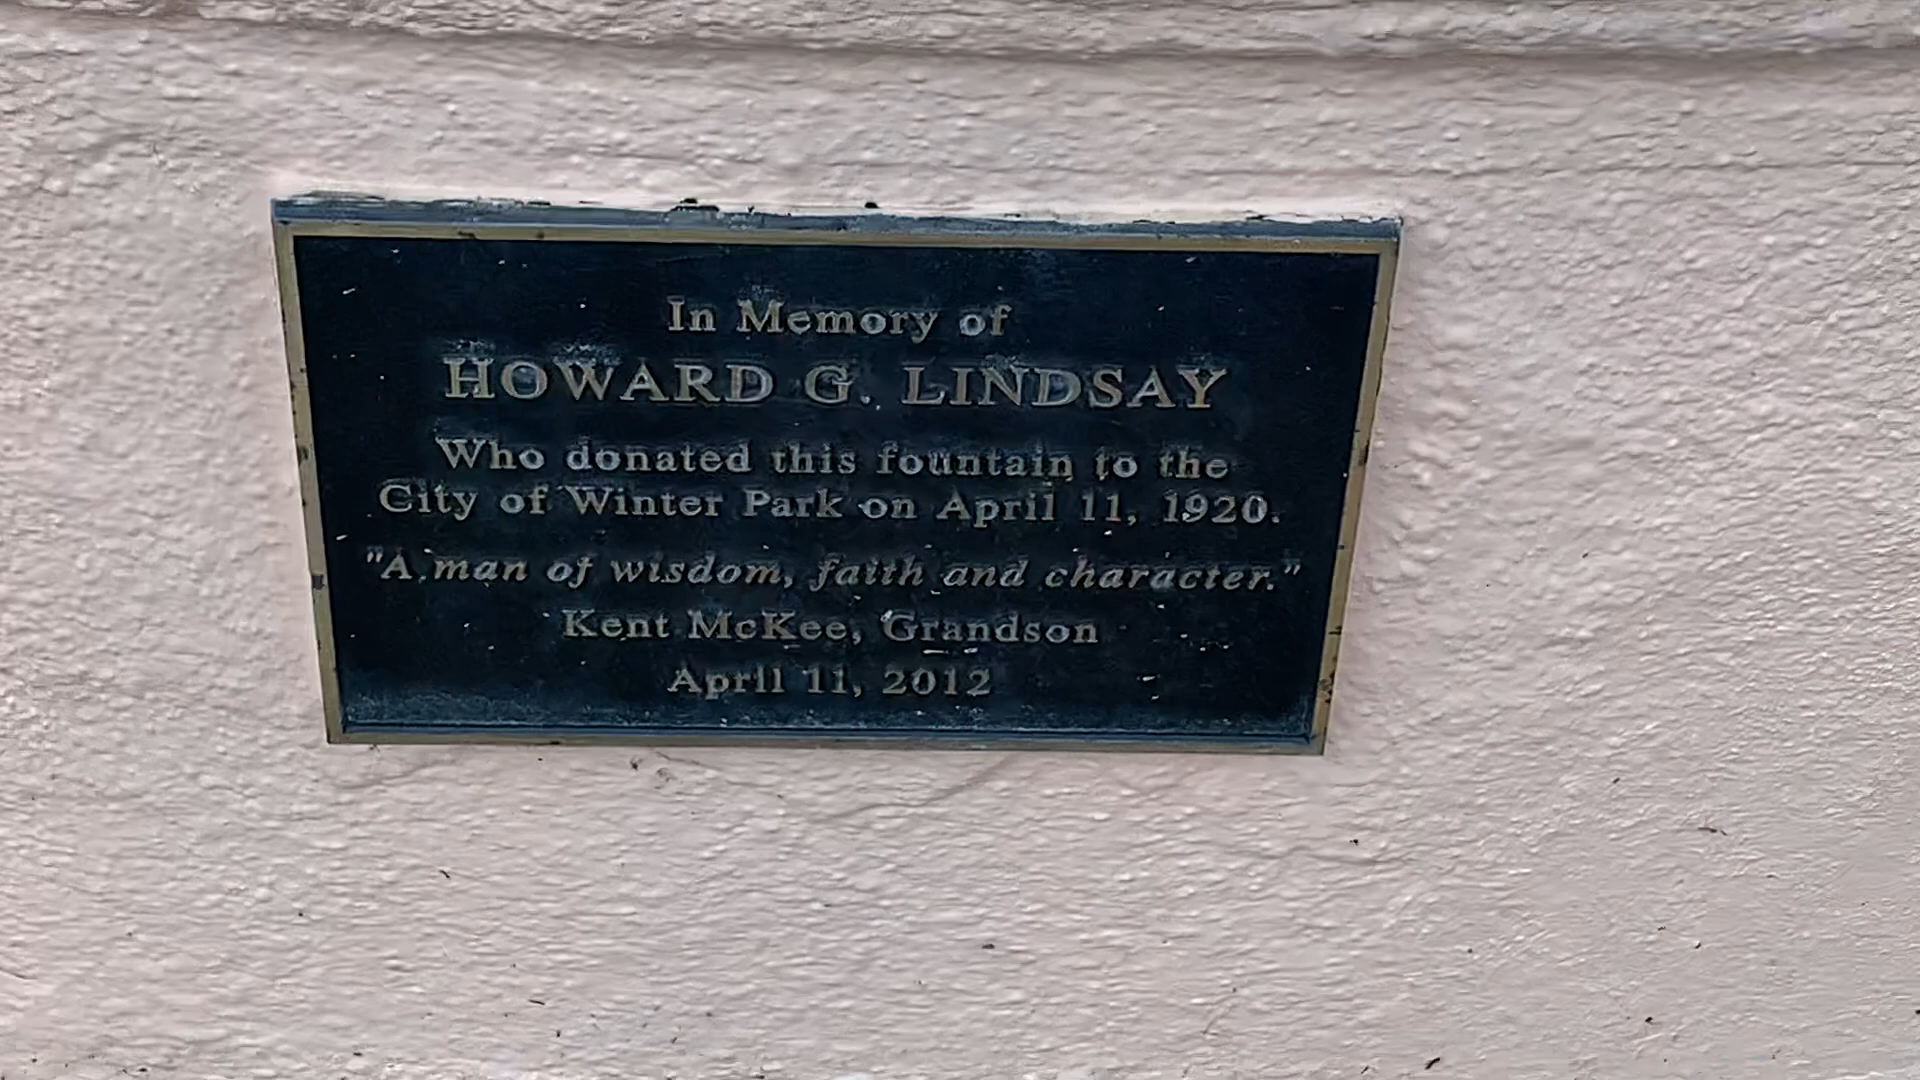 In Memory of
HOWARD G. LINDSAY
Who donated this fountain to the
City of Winter Park on April 11, 1920.
"A man of wisdom, faith and character."
Kent McKee, Grandson
April 11, 2012